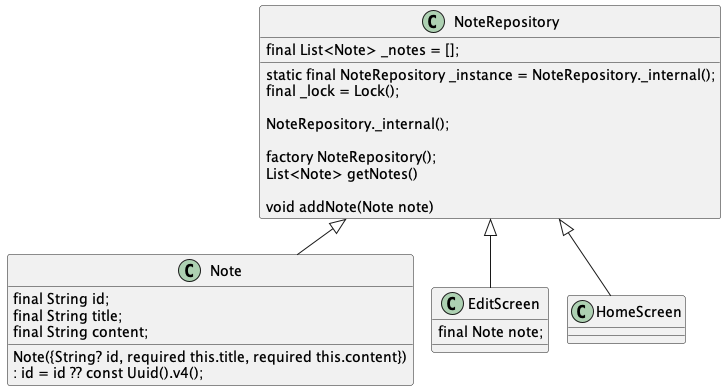 C NoteRepository
final List<Note> _notes = [];
static final NoteRepository _instance = NoteRepository._internal();
final _lock = Lock();
NoteRepository._internal();
factory NoteRepository();
List<Note> getNotes()
void addNote(Note note)
C Note
final String id;
final String title;
final String content;
Note({String? id, required this.title, required this.content})
: id = id ?? const Uuid().v4();
C EditScreen
final Note note;
C HomeScreen